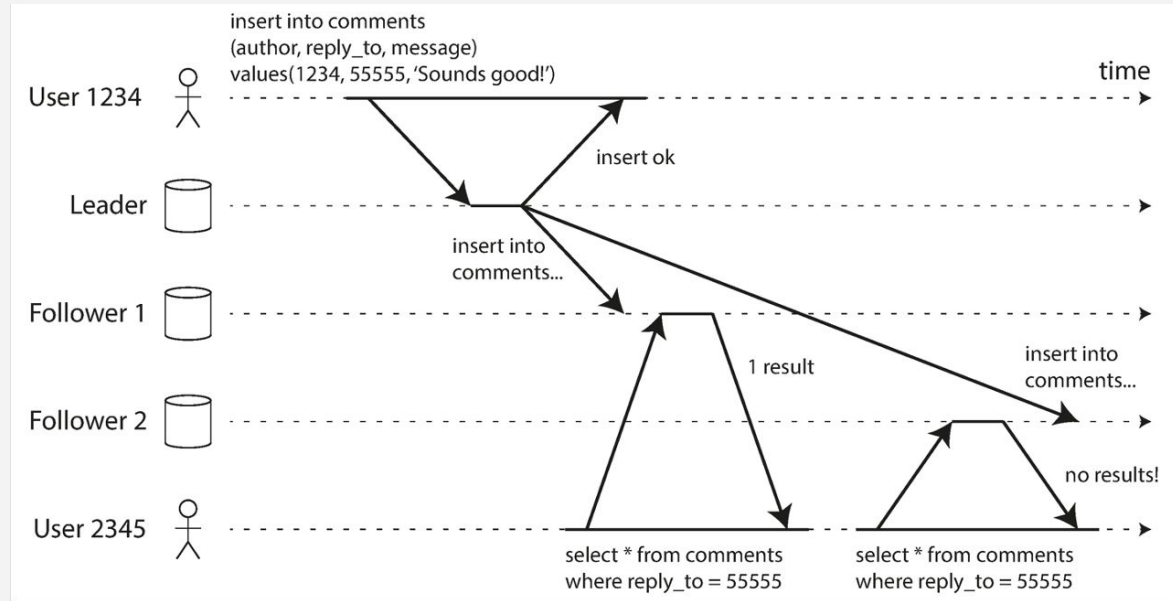 insert into comments
(author, reply_to, message)
values(1234, 55555, ‘Sounds good!’)
time
User 1234
insert ok
Leader
insert into
comments...
Follower 1
1 result
insert into
comments...
Follower 2
no results!
User 2345
select * from comments
where reply_to = 55555
select * from comments
where reply_to = 55555